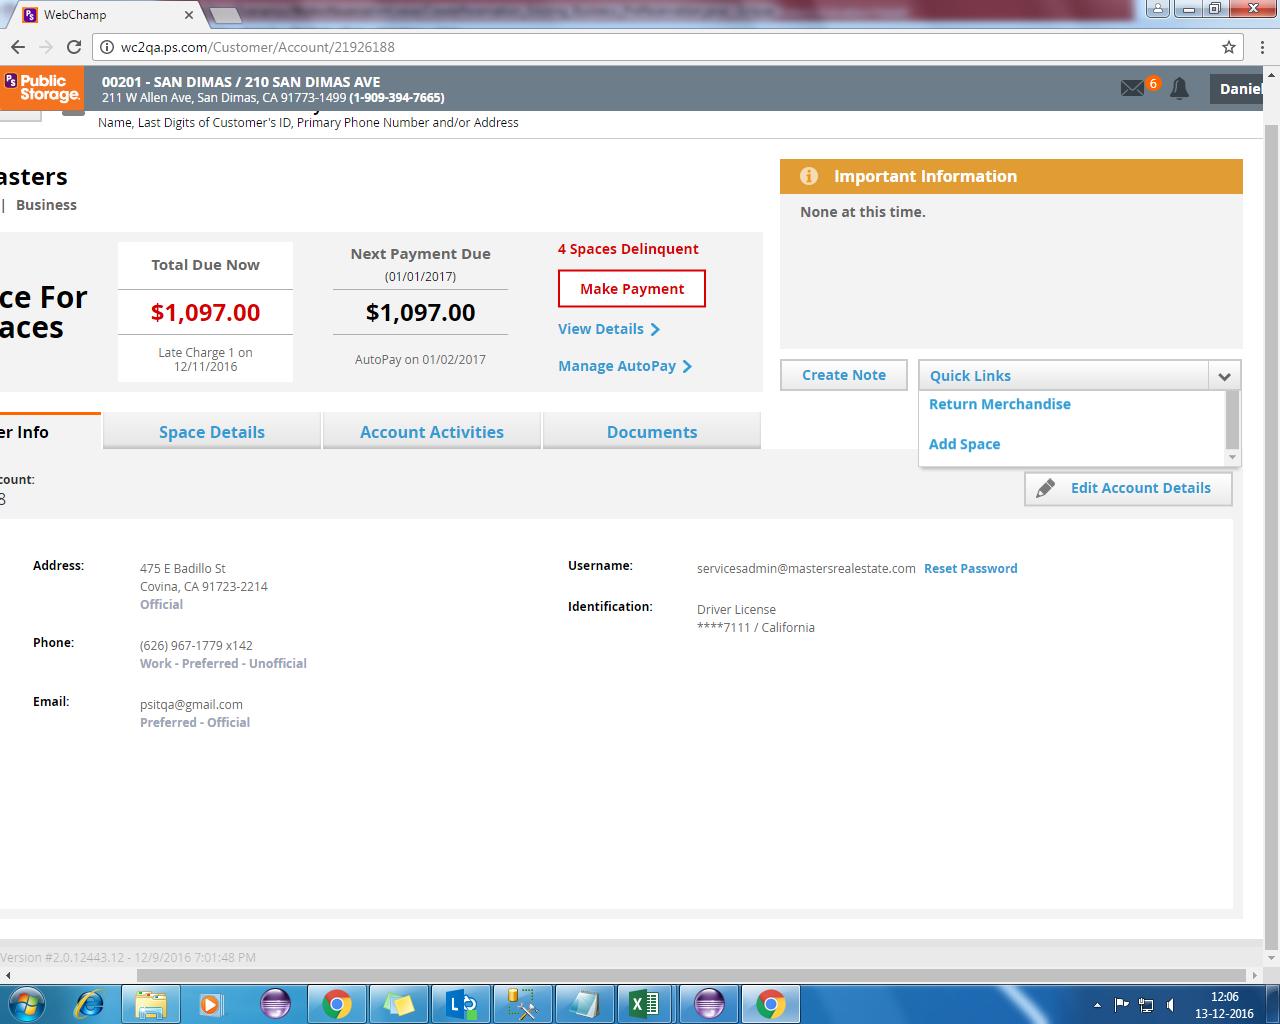 WebChamp
wc2qa.ps.com/Customer/Account/21926188
Public Storage
00201 - SAN DIMAS / 210 SAN DIMAS AVE
211 W Allen Ave, San Dimas, CA 91773-1499 (1-909-394-7665)
6
Daniel
Name, Last Digits of Customer's ID, Primary Phone Number and/or Address
asters
| Business
Important Information
None at this time.
ce For
aces
Total Due Now
$1,097.00
Late Charge 1 on
12/11/2016
Next Payment Due
(01/01/2017)
$1,097.00
AutoPay on 01/02/2017
4 Spaces Delinquent
Make Payment
View Details
Manage AutoPay
Create Note
Quick Links
Return Merchandise
Add Space
er Info
Space Details
Account Activities
Documents
count:
8
Edit Account Details
Address:
475 E Badillo St
Covina, CA 91723-2214
Official
Phone:
(626) 967-1779 x142
Work - Preferred - Unofficial
Email:
psitqa@gmail.com
Preferred - Official
Username:
servicesadmin@mastersrealestate.com Reset Password
Identification:
Driver License
****7111 / California
Version #2.0.12443.12 - 12/9/2016 7:01:48 PM
12:06
13-12-2016